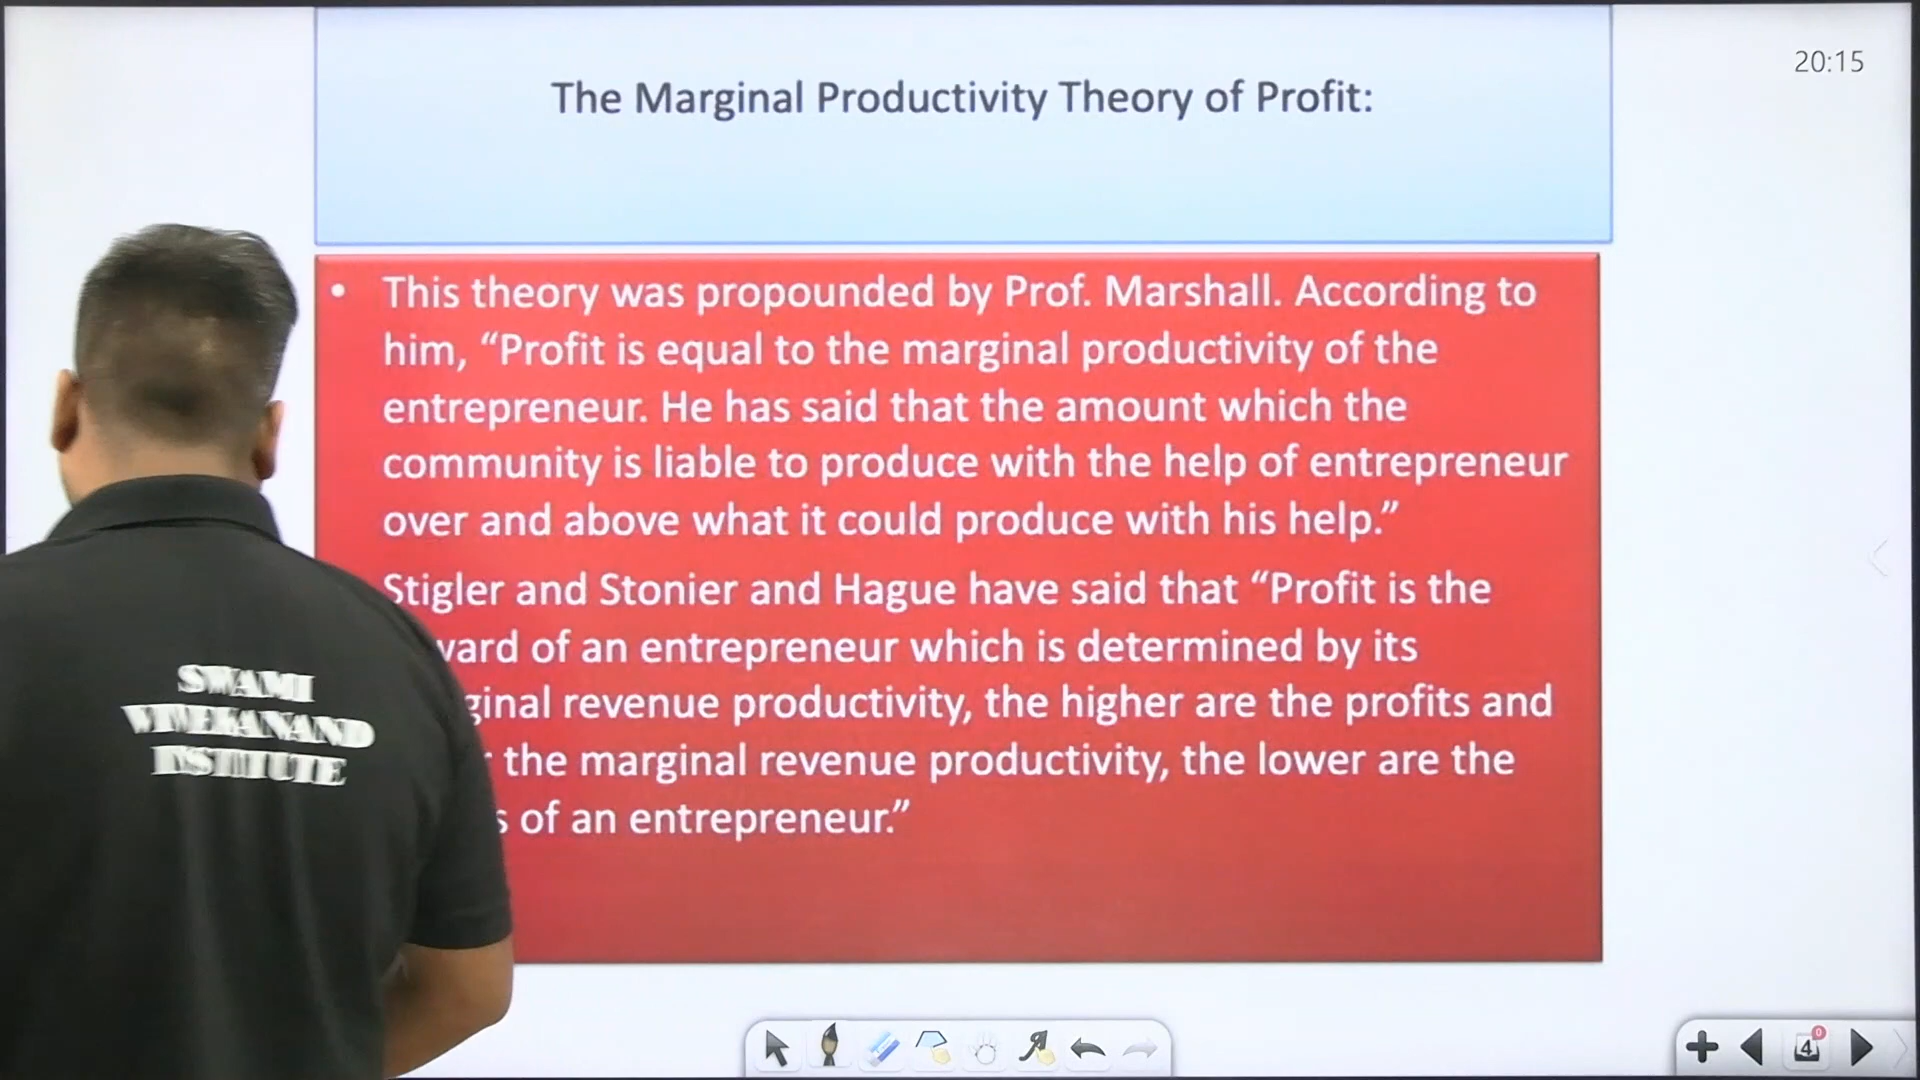 The Marginal Productivity Theory of Profit:
20:15
• This theory was propounded by Prof. Marshall. According to
him, “Profit is equal to the marginal productivity of the
entrepreneur. He has said that the amount which the
community is liable to produce with the help of entrepreneur
over and above what it could produce with his help.”
Stigler and Stonier and Hague have said that “Profit is the
of an entrepreneur which is determined by its
revenue productivity, the higher are the profits and
the marginal revenue productivity, the lower are the
of an entrepreneur.”
SWAMI
VIVEKANAND
INSTITUTE
4
0